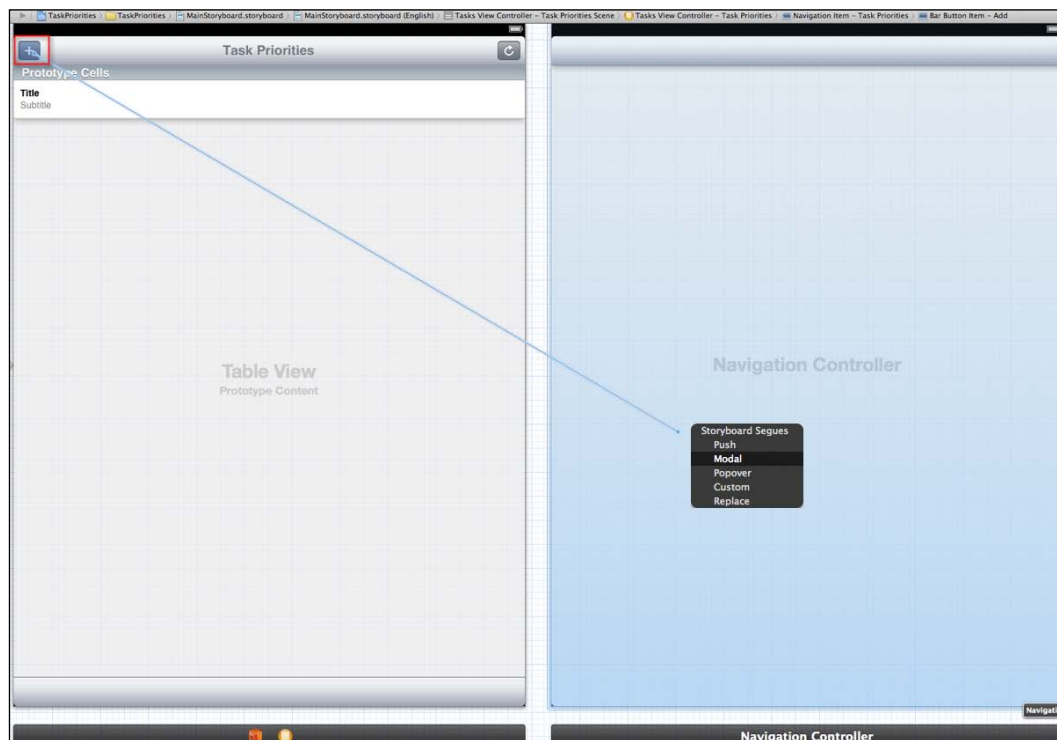 TaskPriorities TaskPriorities MainStoryboard.storyboard MainStoryboard.storyboard (English) Tasks View Controller – Task Priorities Scene Tasks View Controller – Task Priorities Navigation Item – Task Priorities Bar Button Item – Add
Task Priorities
Prototype Cells
Title
Subtitle
Table View
Prototype Content
Navigation Controller
Storyboard Segues
Push
Modal
Popover
Custom
Replace
Navigati
Navigation Controller